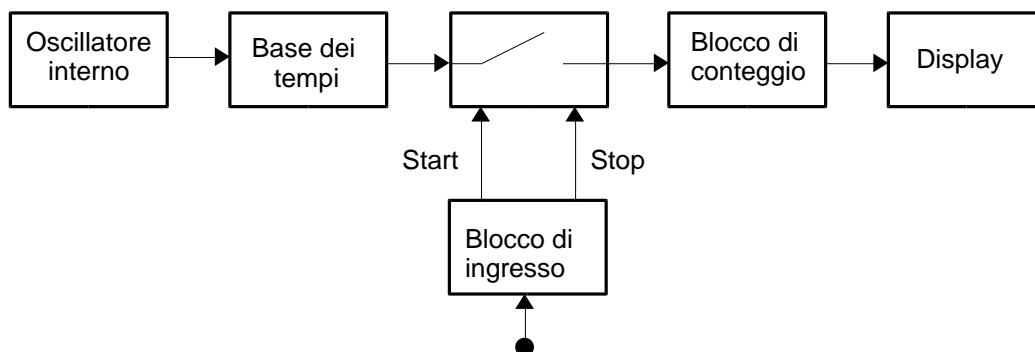 Oscillatore
interno
Base dei
tempi
Blocco di
conteggio
Display
Start
Stop
Blocco di
ingresso